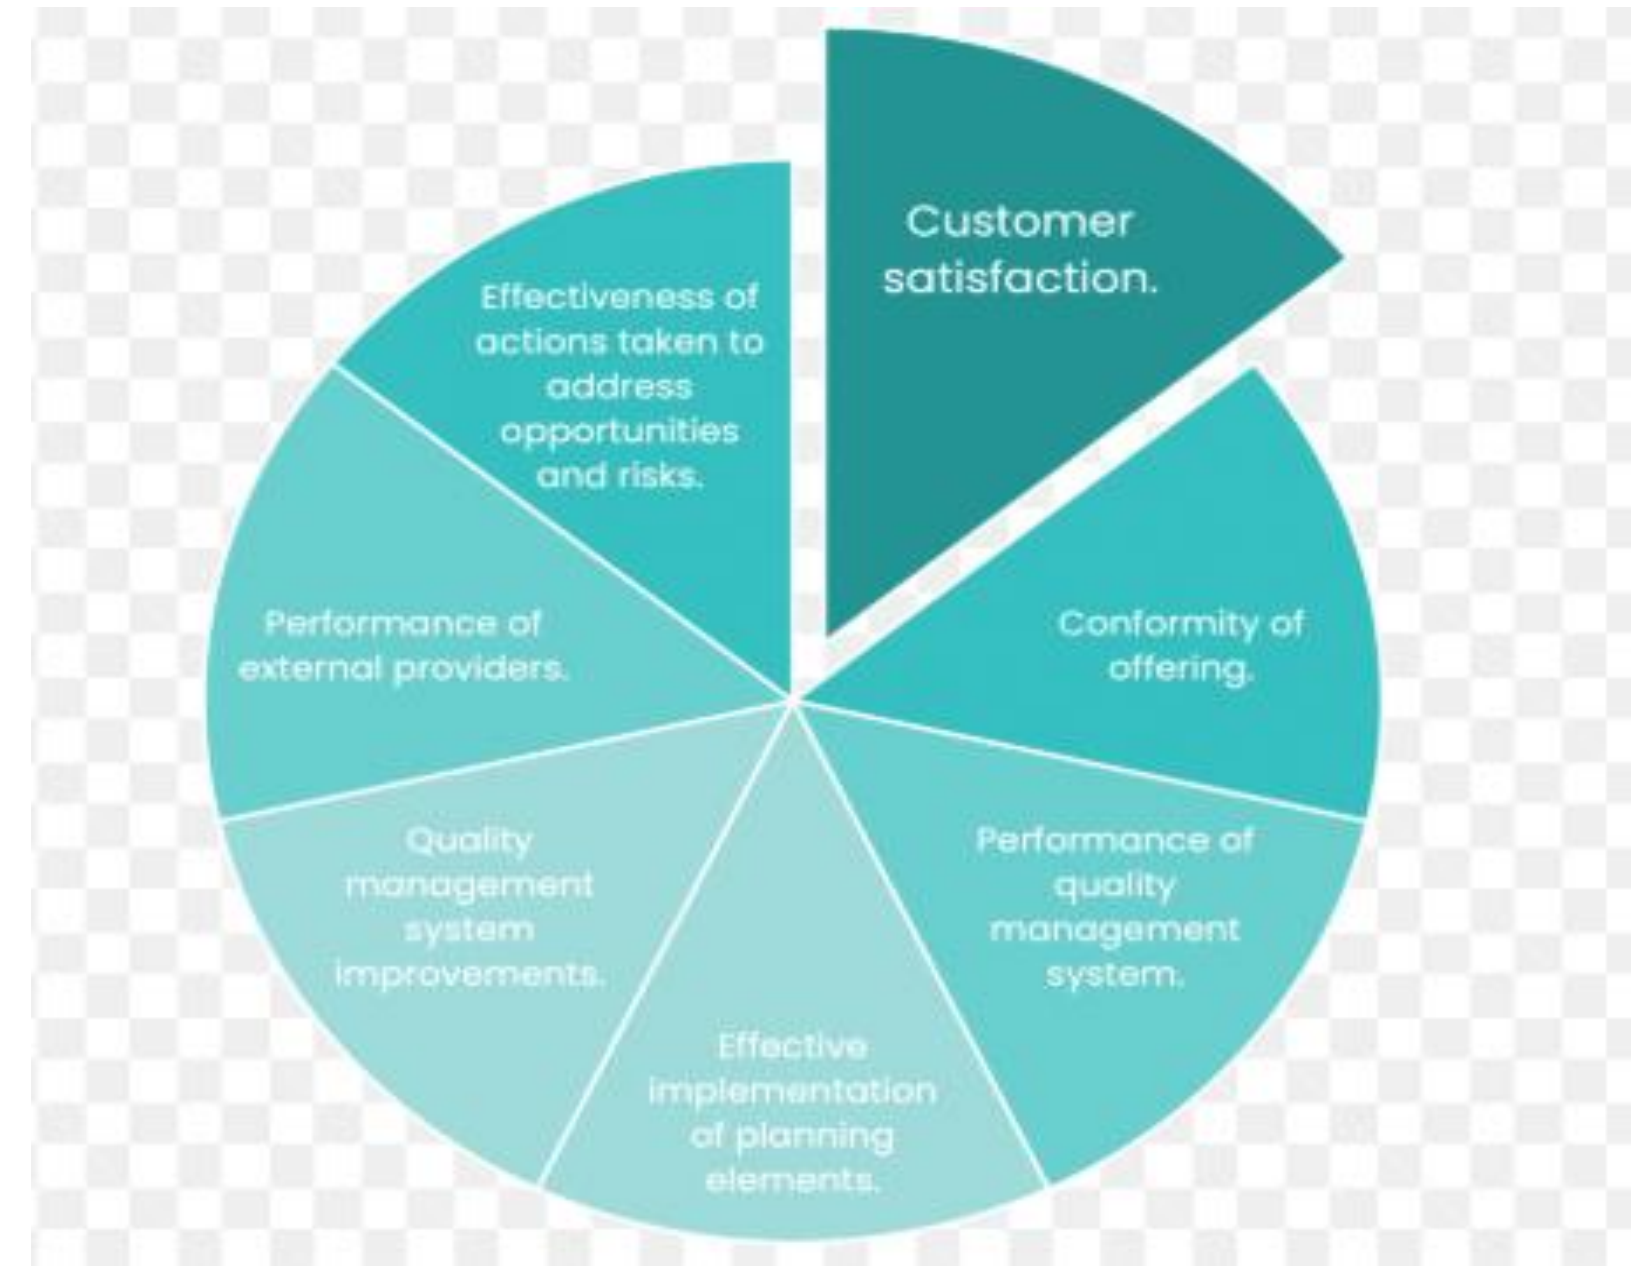 Customer
satisfaction.
Conformity of
offering.
Performance of
quality
management
system.
Effective
implementation
of planning
elements.
Quality
management
system
improvements.
Performance of
external providers.
Effectiveness of
actions taken to
address
opportunities
and risks.